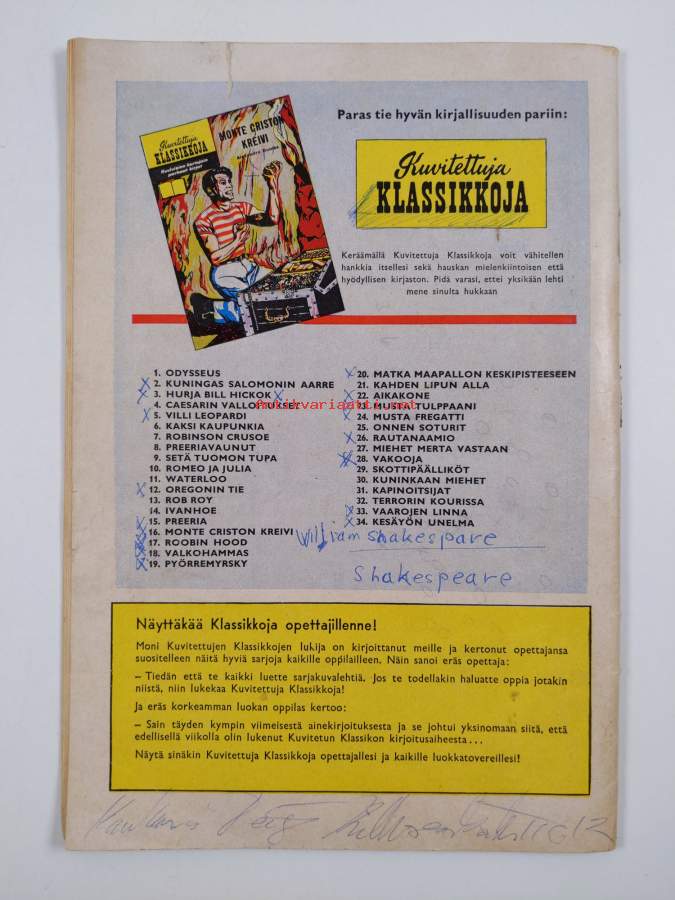 Paras tie hyvän kirjallisuuden pariin:
Kuvitettuja
KLASSIKKOJA
MONTE CRISTON
KREIVI
Alexandre Dumas
Kuvitettuja
KLASSIKKOJA
Keräämällä Kuvitettuja Klassikkoja voit vähitellen
hankkia itsellesi sekä hauskan mielenkiintoisen että
hyödyllisen kirjaston. Pidä varasi, ettei yksikään lehti
mene sinulta hukkaan
1. ODYSSEUS
2. KUNINGAS SALOMONIN AARRE
3. HURJA BILL HICKOK
4. CAESARIN VALLOITUKSET
5. VILLI LEOPARDI
6. KAKSI KAUPUNKIA
7. ROBINSON CRUSOE
8. PREERIAVAUNUT
9. SETÄ TUOMON TUPA
10. ROMEO JA JULIA
11. WATERLOO
12. OREGONIN TIE
13. ROB ROY
14. IVANHOE
15. PREERIA
16. MONTE CRISTON KREIVI
17. ROOBIN HOOD
18. VALKOHAMMAS
19. PYÖRREMYRSKY
20. MATKA MAAPALLON KESKIPISTEESEEN
21. KAHDEN LIPUN ALLA
22. AIKAKONE
23. MUSTA TULPPAANI
24. MUSTA FREGATTI
25. ONNEN SOTURIT
26. RAUTANAAMIO
27. MIEHET MERTA VASTAAN
28. VAKOOJA
29. SKOTTIPÄÄLLIKÖT
30. KUNINKAAN MIEHET
31. KAPINOITSIJAT
32. TERRORIN KOURISSA
33. VAAROJEN LINNA
34. KESÄYÖN UNELMA
antikvariaatti.net
William shakespare
Shakespeare
Näyttäkää Klassikkoja opettajillenne!
Moni Kuvitettujen Klassikkojen lukija on kirjoittanut meille ja kertonut opettajansa
suositelleen näitä hyviä sarjoja kaikille oppilailleen. Näin sanoi eräs opettaja:
– Tiedän että te kaikki luette sarjakuvalehtiä. Jos te todellakin haluatte oppia jotakin
niistä, niin lukekaa Kuvitettuja Klassikkoja!
Ja eräs korkeamman luokan oppilas kertoo:
– Sain täyden kympin viimeisestä ainekirjoituksesta ja se johtui yksinomaan siitä, että
edellisellä viikolla olin lukenut Kuvitetun Klassikon kirjoitusaiheesta...
Näytä sinäkin Kuvitettuja Klassikkoja opettajallesi ja kaikille luokkatovereillesi!